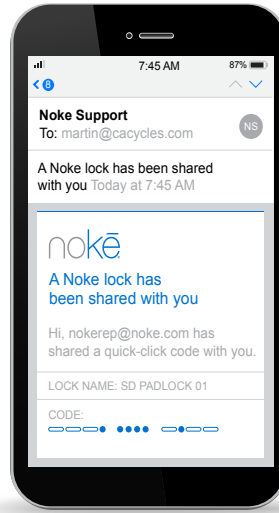 7:45 AM 87%
8
Noke Support
To: martin@cacycles.com
NS
A Noke lock has been shared
with you Today at 7:45 AM
nokē
A Noke lock has
been shared with you
Hi, nokerep@noke.com has
shared a quick-click code with you.
LOCK NAME: SD PADLOCK 01
CODE: